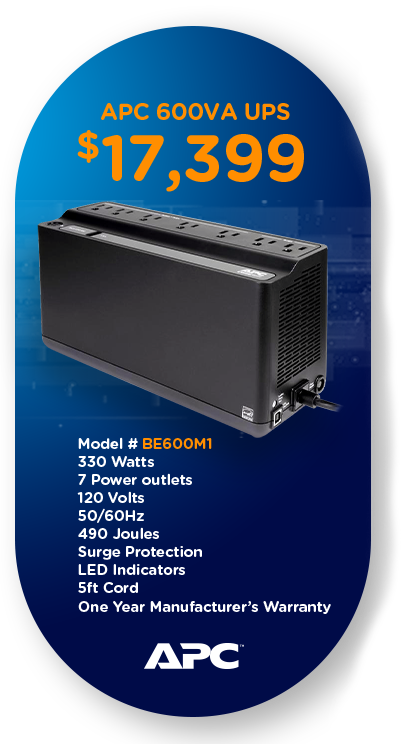 APC 600VA UPS
$17,399
APC
Model # BE600M1
330 Watts
7 Power outlets
120 Volts
50/60Hz
490 Joules
Surge Protection
LED Indicators
5ft Cord
One Year Manufacturer's Warranty
APC™